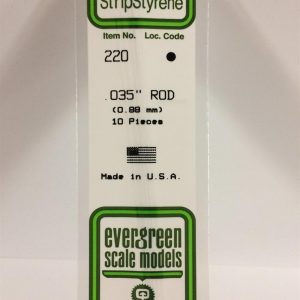 StripStyrene
Item No. Loc. Code
220
.035" ROD
(0.88 mm)
10 Pieces
Made in U.S.A.
evergreen
scale models